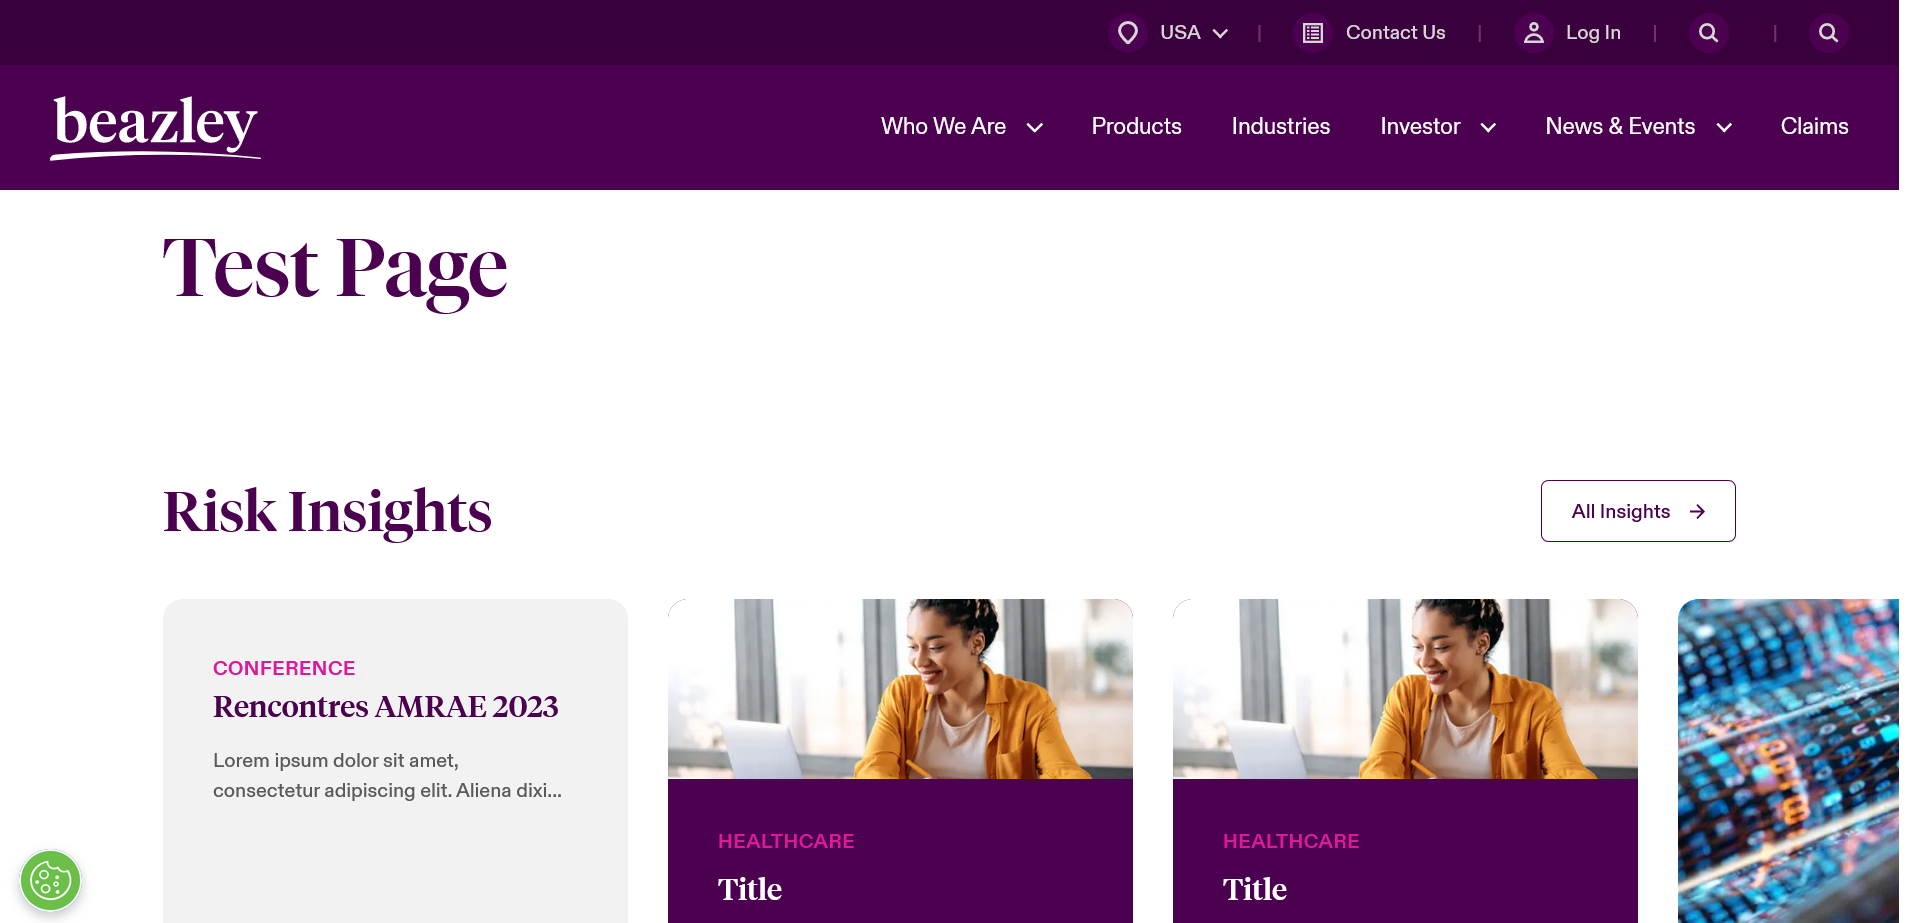 USA
Contact Us
Log In
beazley
Who We Are
Products
Industries
Investor
News & Events
Claims
Test Page
Risk Insights
All Insights
CONFERENCE
Rencontres AMRAE 2023
Lorem ipsum dolor sit amet,
consectetur adipiscing elit. Aliena dixi...
HEALTHCARE
Title
HEALTHCARE
Title